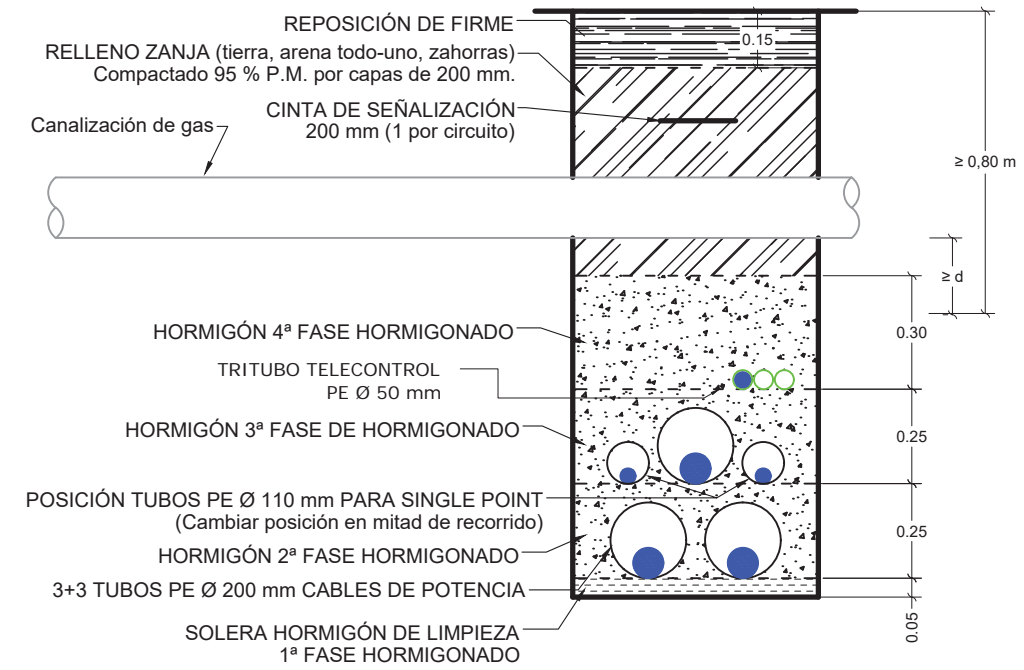 REPOSICIÓN DE FIRME
0.15
RELLENO ZANJA (tierra, arena todo-uno, zahorras)
Compactado 95 % P.M. por capas de 200 mm.
CINTA DE SEÑALIZACIÓN
200 mm (1 por circuito)
Canalización de gas
≥ 0,80 m
≥ d
HORMIGÓN 4ª FASE HORMIGONADO
0.30
TRITUBO TELECONTROL
PE Ø 50 mm
HORMIGÓN 3ª FASE DE HORMIGONADO
0.25
POSICIÓN TUBOS PE Ø 110 mm PARA SINGLE POINT
(Cambiar posición en mitad de recorrido)
HORMIGÓN 2ª FASE HORMIGONADO
0.25
3+3 TUBOS PE Ø 200 mm CABLES DE POTENCIA
0.05
SOLERA HORMIGÓN DE LIMPIEZA
1ª FASE HORMIGONADO